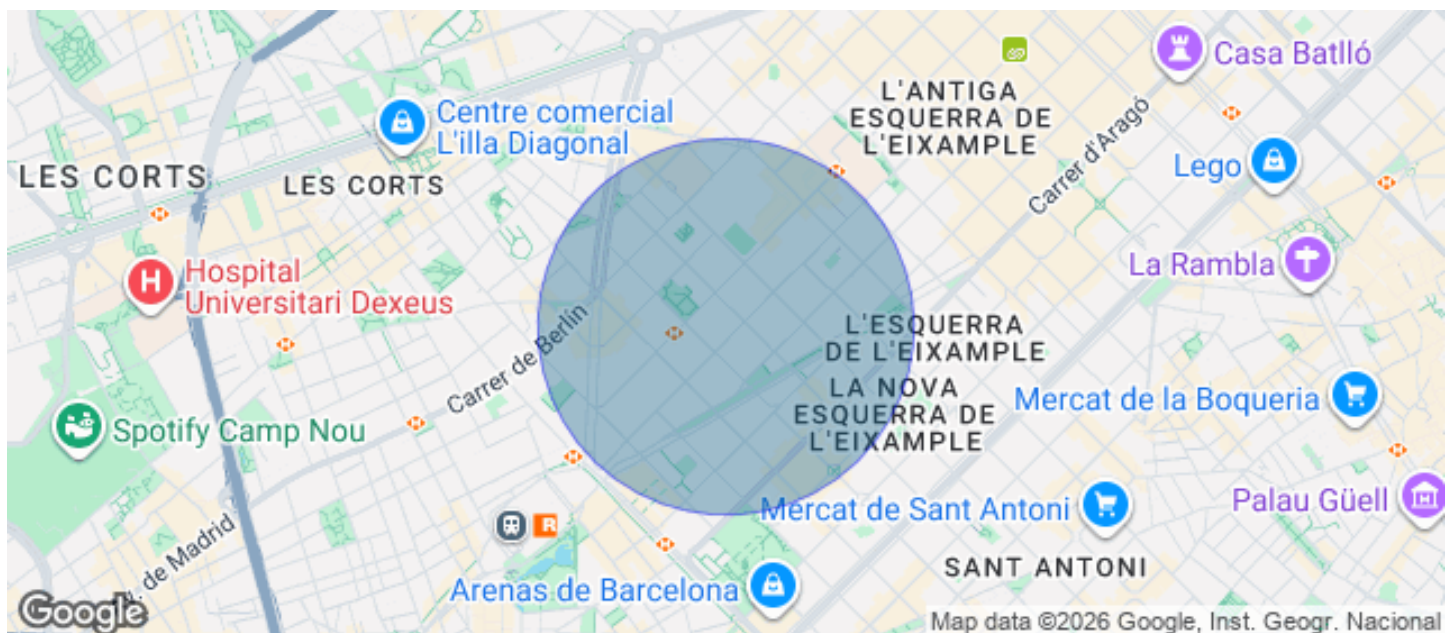 Casa Batlló
L'ANTIGA
ESQUERRA DE
L'EIXAMPLE
Centre comercial
L'illa Diagonal
Carrer d'Aragó
Lego
LES CORTS
LES CORTS
La Rambla
Hospital
Universitari Dexeus
H
L'ESQUERRA
DE L'EIXAMPLE
Carrer de Berlín
LA NOVA
ESQUERRA DE
L'EIXAMPLE
Mercat de la Boqueria
Spotify Camp Nou
Mercat de Sant Antoni
Palau Güell
R
de Madrid
SANT ANTONI
Arenas de Barcelona
Google
Map data ©2026 Google, Inst. Geogr. Nacional